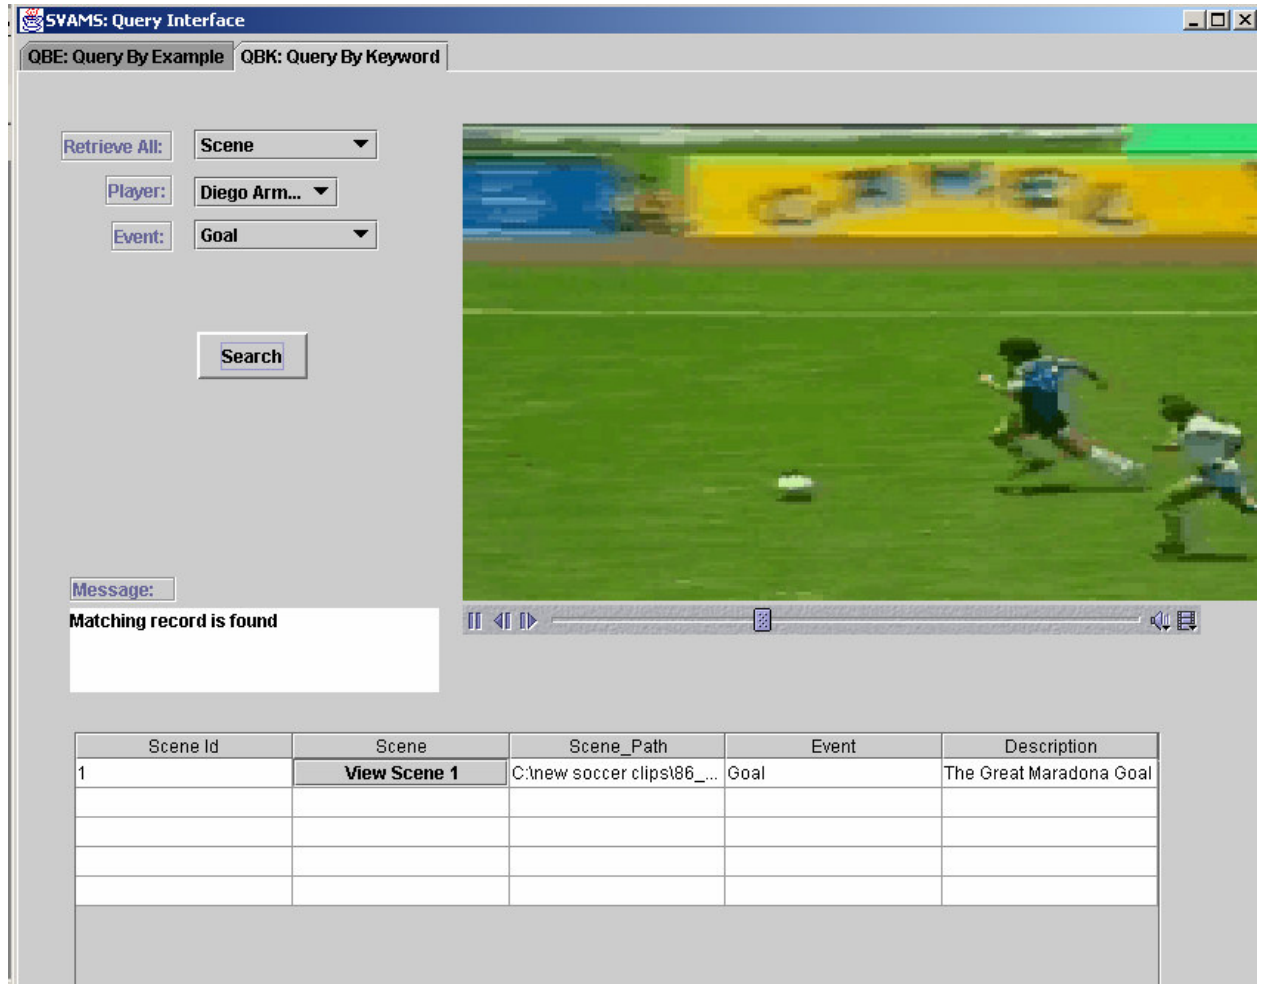 SVAMS: Query Interface
QBE: Query By Example
QBK: Query By Keyword
Retrieve All:
Scene
Player:
Diego Arm...
Event:
Goal
Search
Message:
Matching record is found
Scene Id
Scene
Scene_Path
Event
Description
1
View Scene 1
C:\new soccer clips\86_...
Goal
The Great Maradona Goal